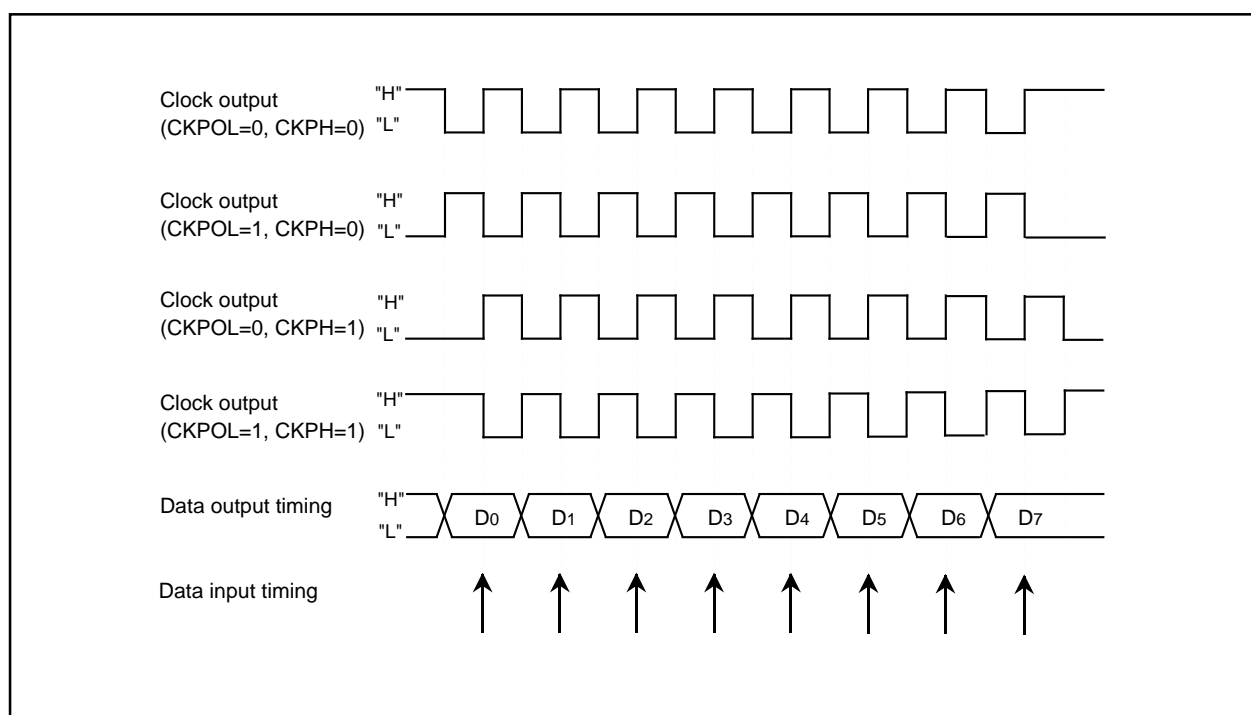 Clock output
(CKPOL=0, CKPH=0)
"H"
"L"
Clock output
(CKPOL=1, CKPH=0)
"H"
"L"
Clock output
(CKPOL=0, CKPH=1)
"H"
"L"
Clock output
(CKPOL=1, CKPH=1)
"H"
"L"
Data output timing
"H"
"L"
D0 D1 D2 D3 D4 D5 D6 D7
Data input timing